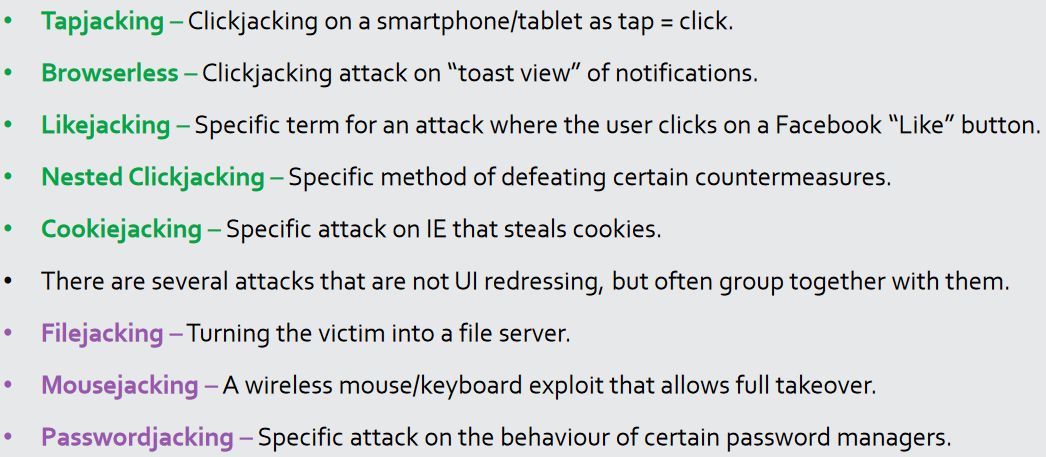 • Tapjacking – Clickjacking on a smartphone/tablet as tap = click.
• Browserless – Clickjacking attack on “toast view” of notifications.
• Likejacking – Specific term for an attack where the user clicks on a Facebook “Like” button.
• Nested Clickjacking – Specific method of defeating certain countermeasures.
• Cookiejacking – Specific attack on IE that steals cookies.
• There are several attacks that are not UI redressing, but often group together with them.
• Filejacking – Turning the victim into a file server.
• Mousejacking – A wireless mouse/keyboard exploit that allows full takeover.
• Passwordjacking – Specific attack on the behaviour of certain password managers.